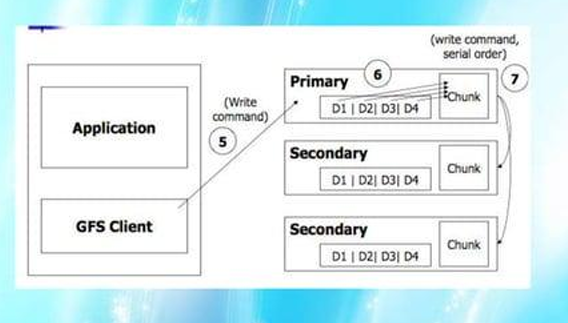 (write command,
serial order)
Primary
6
7
D1 | D2| D3| D4
Chunk
(Write
command)
5
Application
Secondary
D1 | D2| D3| D4
Chunk
GFS Client
Secondary
D1 | D2| D3| D4
Chunk